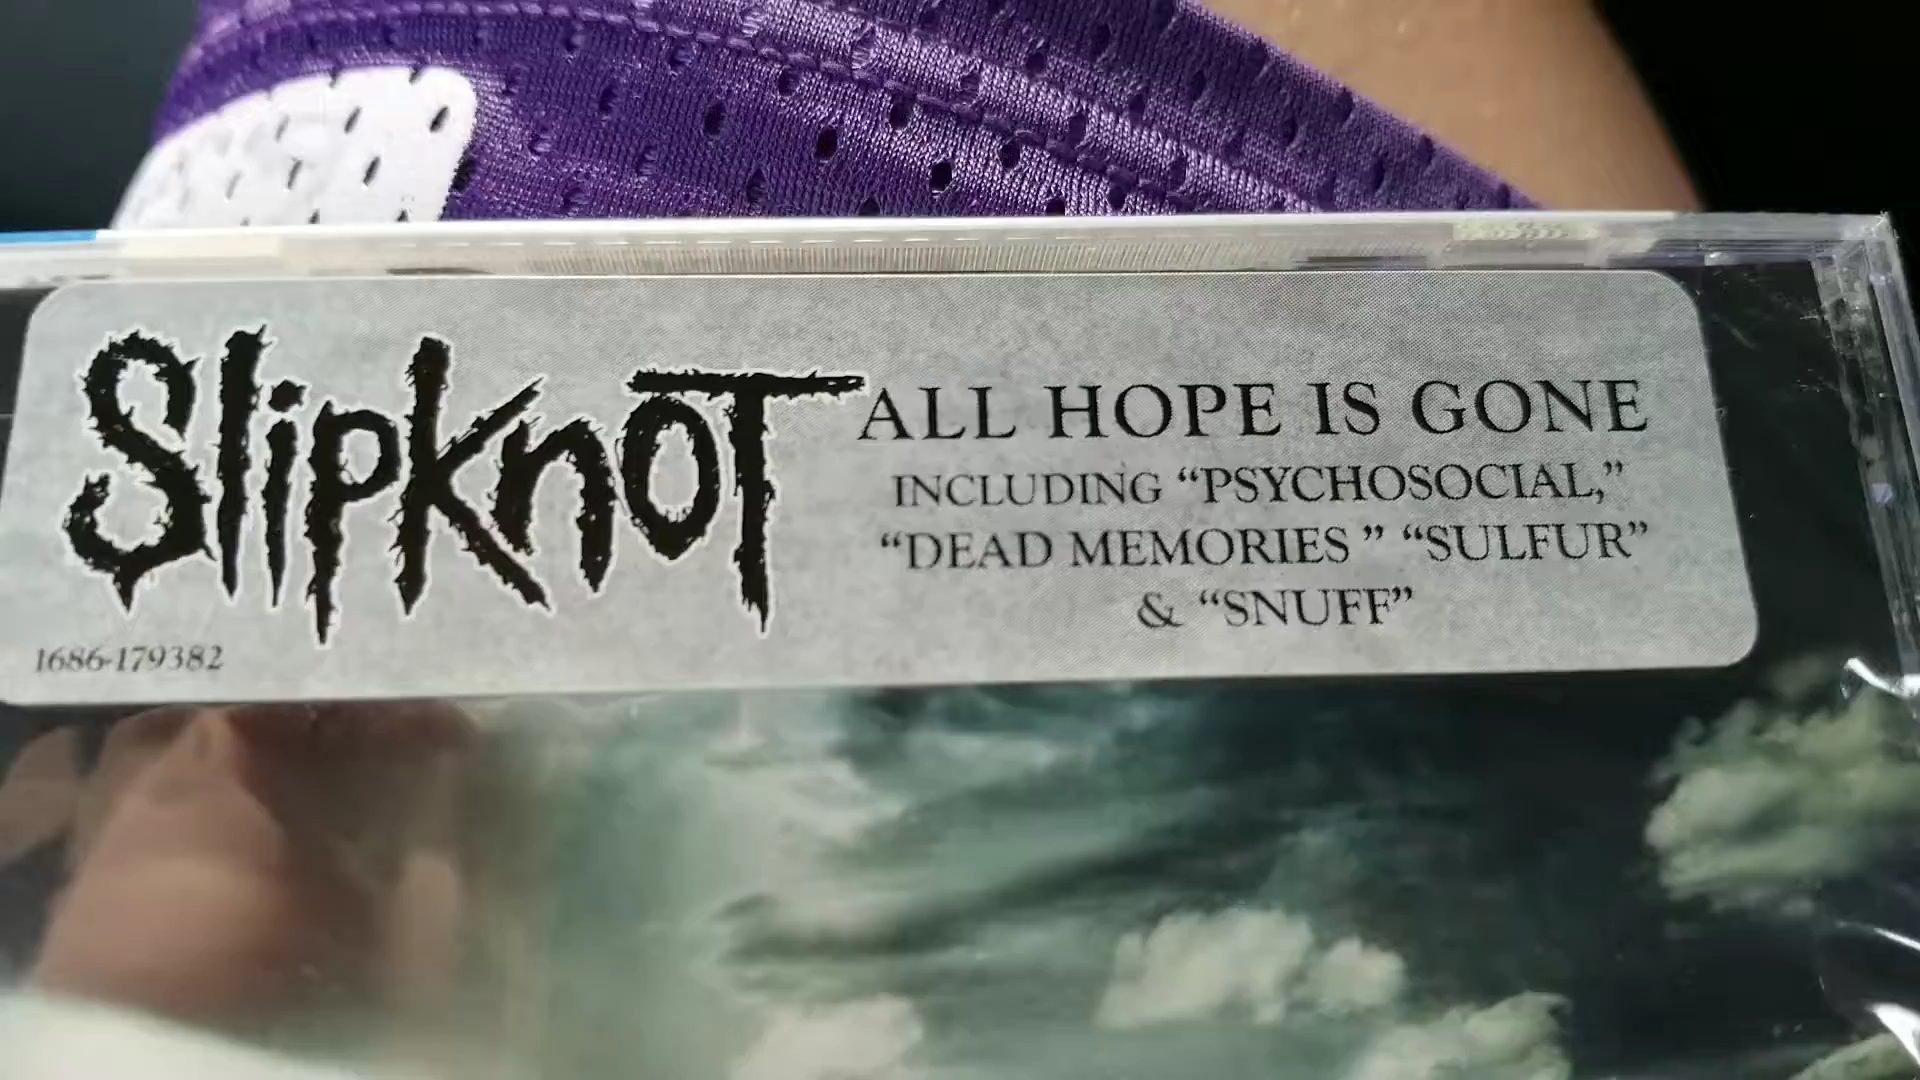 SlipknoT
ALL HOPE IS GONE
INCLUDING “PSYCHOSOCIAL,”
“DEAD MEMORIES ” “SULFUR”
& “SNUFF”
1686-179382